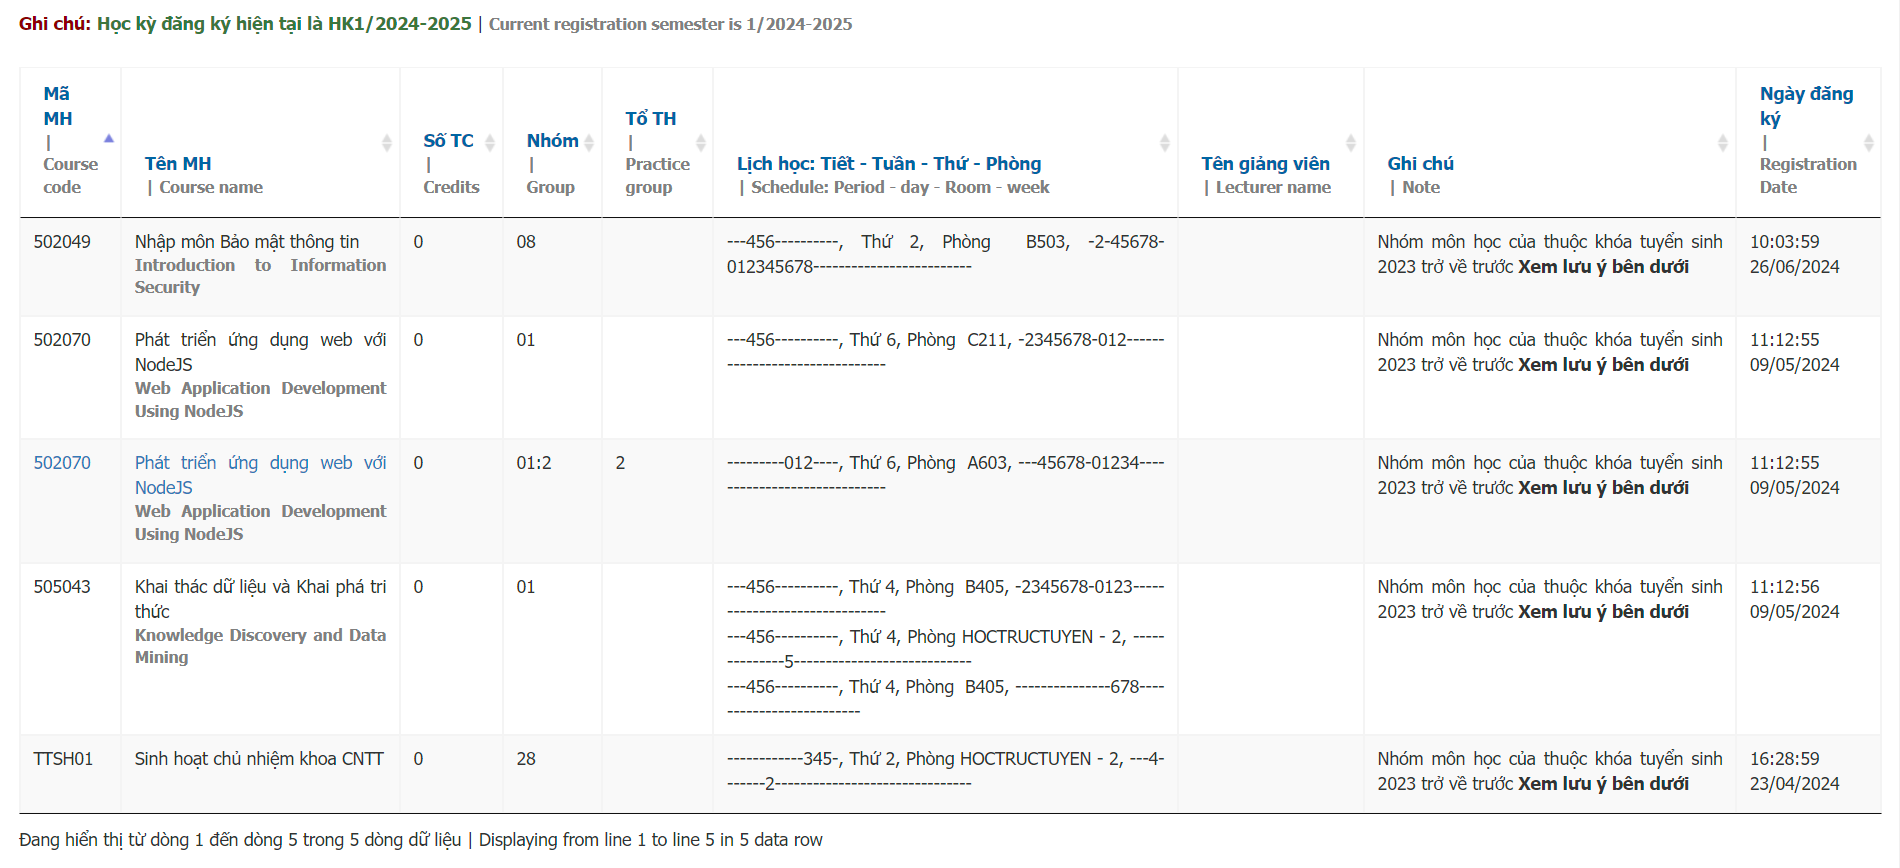 Ghi chú: Học kỳ đăng ký hiện tại là HK1/2024-2025 | Current registration semester is 1/2024-2025
Mã
MH
|
Course
code
Tên MH
| Course name
Số TC
|
Credits
Nhóm
|
Group
Tổ TH
|
Practice
group
Lịch học: Tiết - Tuần - Thứ - Phòng
| Schedule: Period - day - Room - week
Tên giảng viên
| Lecturer name
Ghi chú
| Note
Ngày đăng
ký
|
Registration
Date
502049
Nhập môn Bảo mật thông tin
Introduction to Information
Security
0
08
---456----------, Thứ 2, Phòng B503, -2-45678-
012345678-------------------------
Nhóm môn học của thuộc khóa tuyển sinh
2023 trở về trước Xem lưu ý bên dưới
10:03:59
26/06/2024
502070
Phát triển ứng dụng web với
NodeJS
Web Application Development
Using NodeJS
0
01
---456----------, Thứ 6, Phòng C211, -2345678-012------
-------------------------
Nhóm môn học của thuộc khóa tuyển sinh
2023 trở về trước Xem lưu ý bên dưới
11:12:55
09/05/2024
502070
Phát triển ứng dụng web với
NodeJS
Web Application Development
Using NodeJS
0
01:2
2
---------012----, Thứ 6, Phòng A603, ---45678-01234----
-------------------------
Nhóm môn học của thuộc khóa tuyển sinh
2023 trở về trước Xem lưu ý bên dưới
11:12:55
09/05/2024
505043
Khai thác dữ liệu và Khai phá tri
thức
Knowledge Discovery and Data
Mining
0
01
---456----------, Thứ 4, Phòng B405, -2345678-0123-----
-------------------------
---456----------, Thứ 4, Phòng HOCTRUCTUYEN - 2, -----
---------5----------------------------
---456----------, Thứ 4, Phòng B405, ---------------678----
---------------------
Nhóm môn học của thuộc khóa tuyển sinh
2023 trở về trước Xem lưu ý bên dưới
11:12:56
09/05/2024
TTSH01
Sinh hoạt chủ nhiệm khoa CNTT
0
28
------------345-, Thứ 2, Phòng HOCTRUCTUYEN - 2, ---4-
------2-------------------------------
Nhóm môn học của thuộc khóa tuyển sinh
2023 trở về trước Xem lưu ý bên dưới
16:28:59
23/04/2024
Đang hiển thị từ dòng 1 đến dòng 5 trong 5 dòng dữ liệu | Displaying from line 1 to line 5 in 5 data row